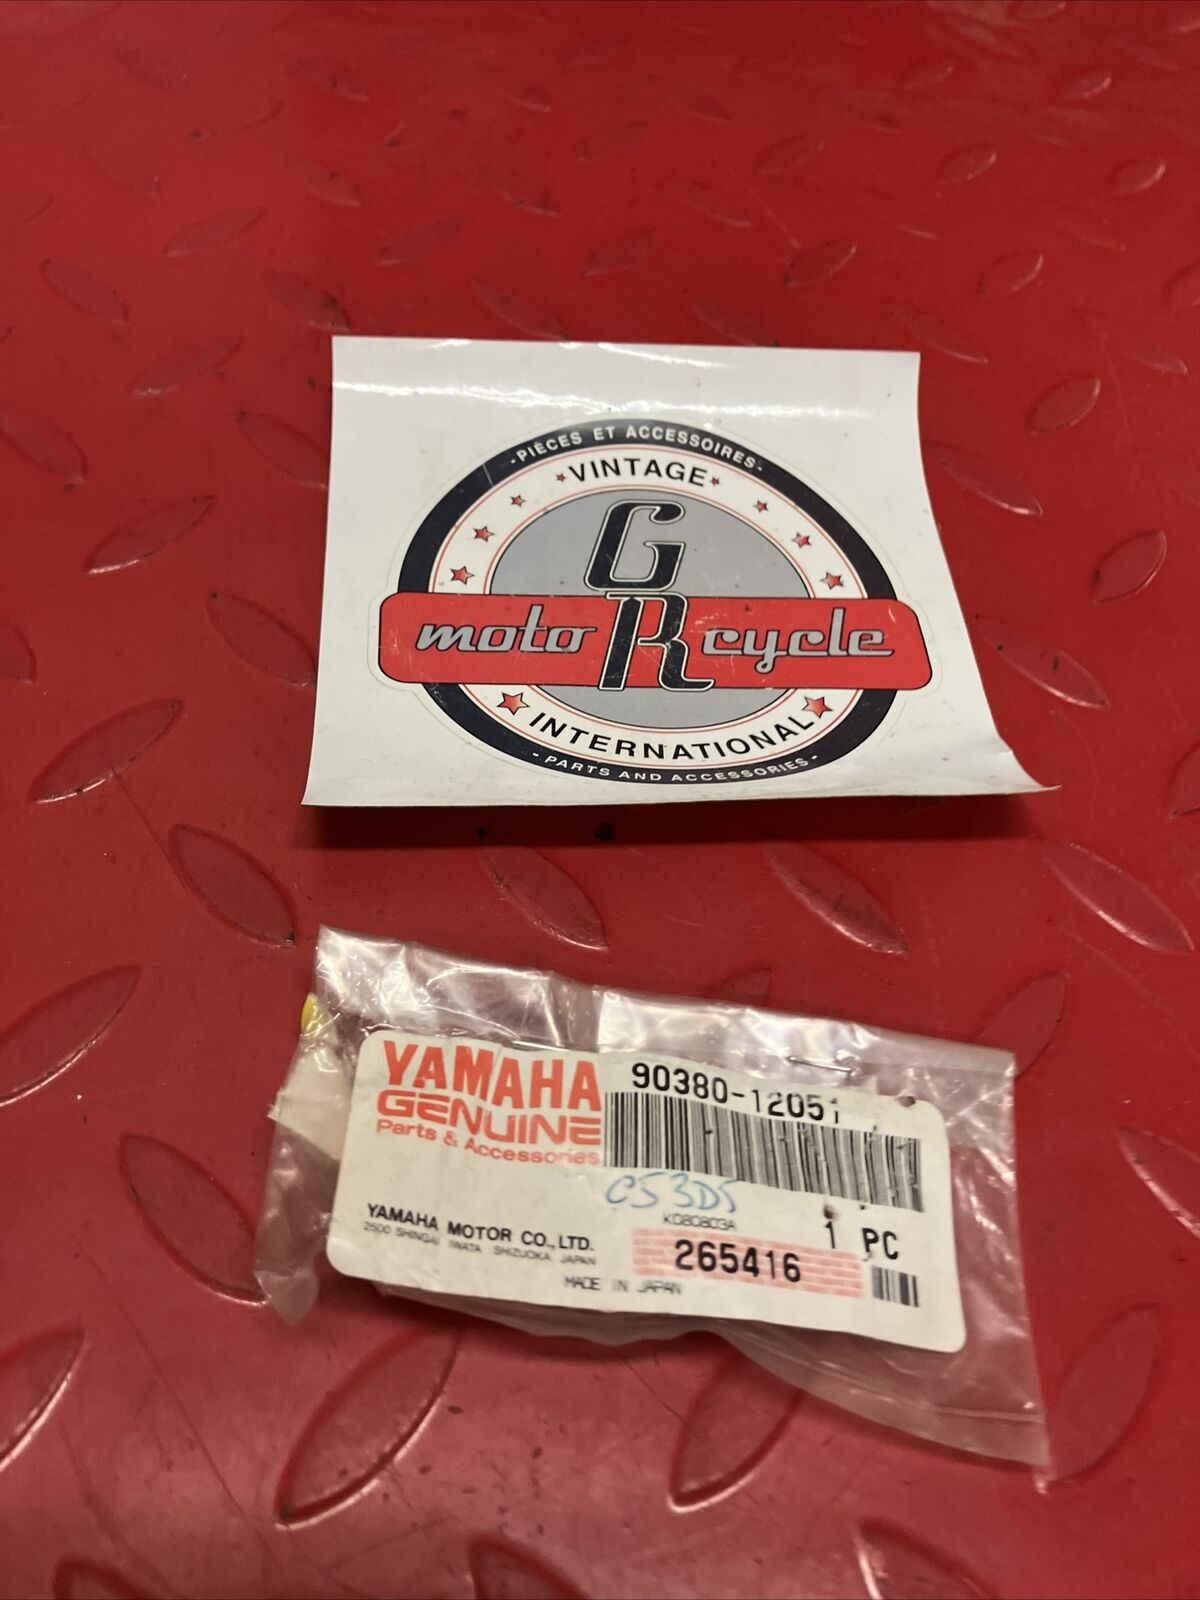 -PIÈCES ET ACCESSOIRES-
VINTAGE
G
moto R cycle
INTERNATIONAL
- PARTS AND ACCESSORIES -
YAMAHA
GENUINE
Parts & Accessories
90380-12051
C53D5
K080803A
1 PC
YAMAHA MOTOR CO., LTD.
2500 SHINGAI IWATA SHIZUOKA JAPAN
265416
MADE IN JAPAN